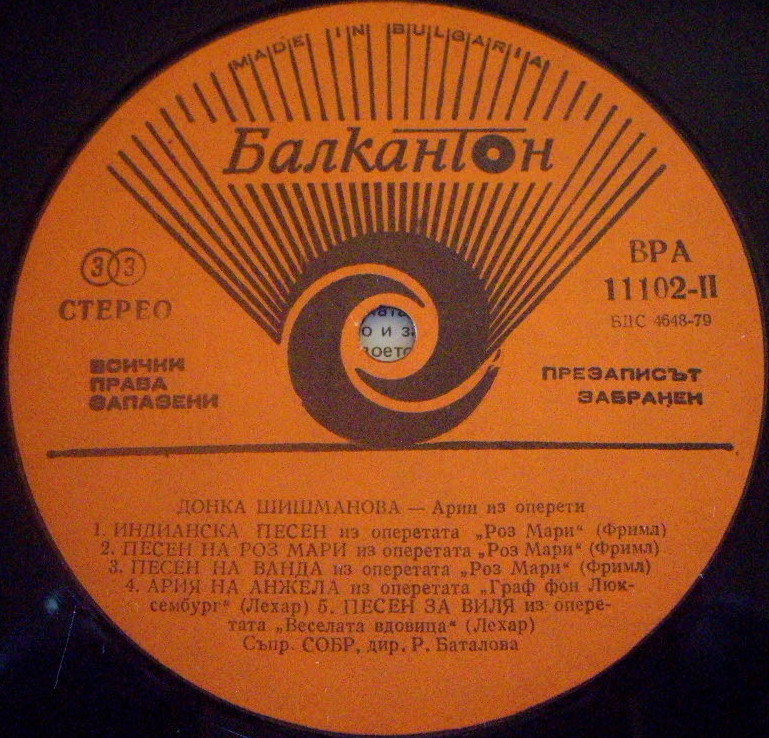 MADE IN BULGARIA
Балкантон
33
СТЕРЕО
ВСИЧКИ
ПРАВА
ЗАПАЗЕНИ
ВРА
11102-II
БДС 4648-79
ПРЕЗАПИСЪТ
ЗАБРАНЕН
о и з
воето
ДОНКА ШИШМАНОВА — Арии из оперети
1. ИНДИАНСКА ПЕСЕН из оперетата „Роз Мари“ (Фримл)
2. ПЕСЕН НА РОЗ МАРИ из оперетата „Роз Мари“ (Фримл)
3. ПЕСЕН НА ВАНДА из оперетата „Роз Мари“ (Фримл)
4. АРИЯ НА АНЖЕЛА из оперетата „Граф фон Люк-
сембург“ (Лехар) 5. ПЕСЕН ЗА ВИЛЯ из опере-
тата „Веселата вдовица“ (Лехар)
Съпр. СОБР, дир. Р. Баталова